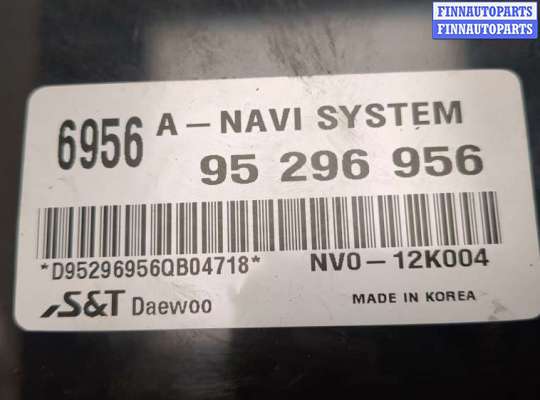 FINNAUTOPARTS
FINNAUTOPARTS
6956 A-NAVI SYSTEM
95 296 956
*D95296956QB04718* NV0-12K004
S&T Daewoo MADE IN KOREA